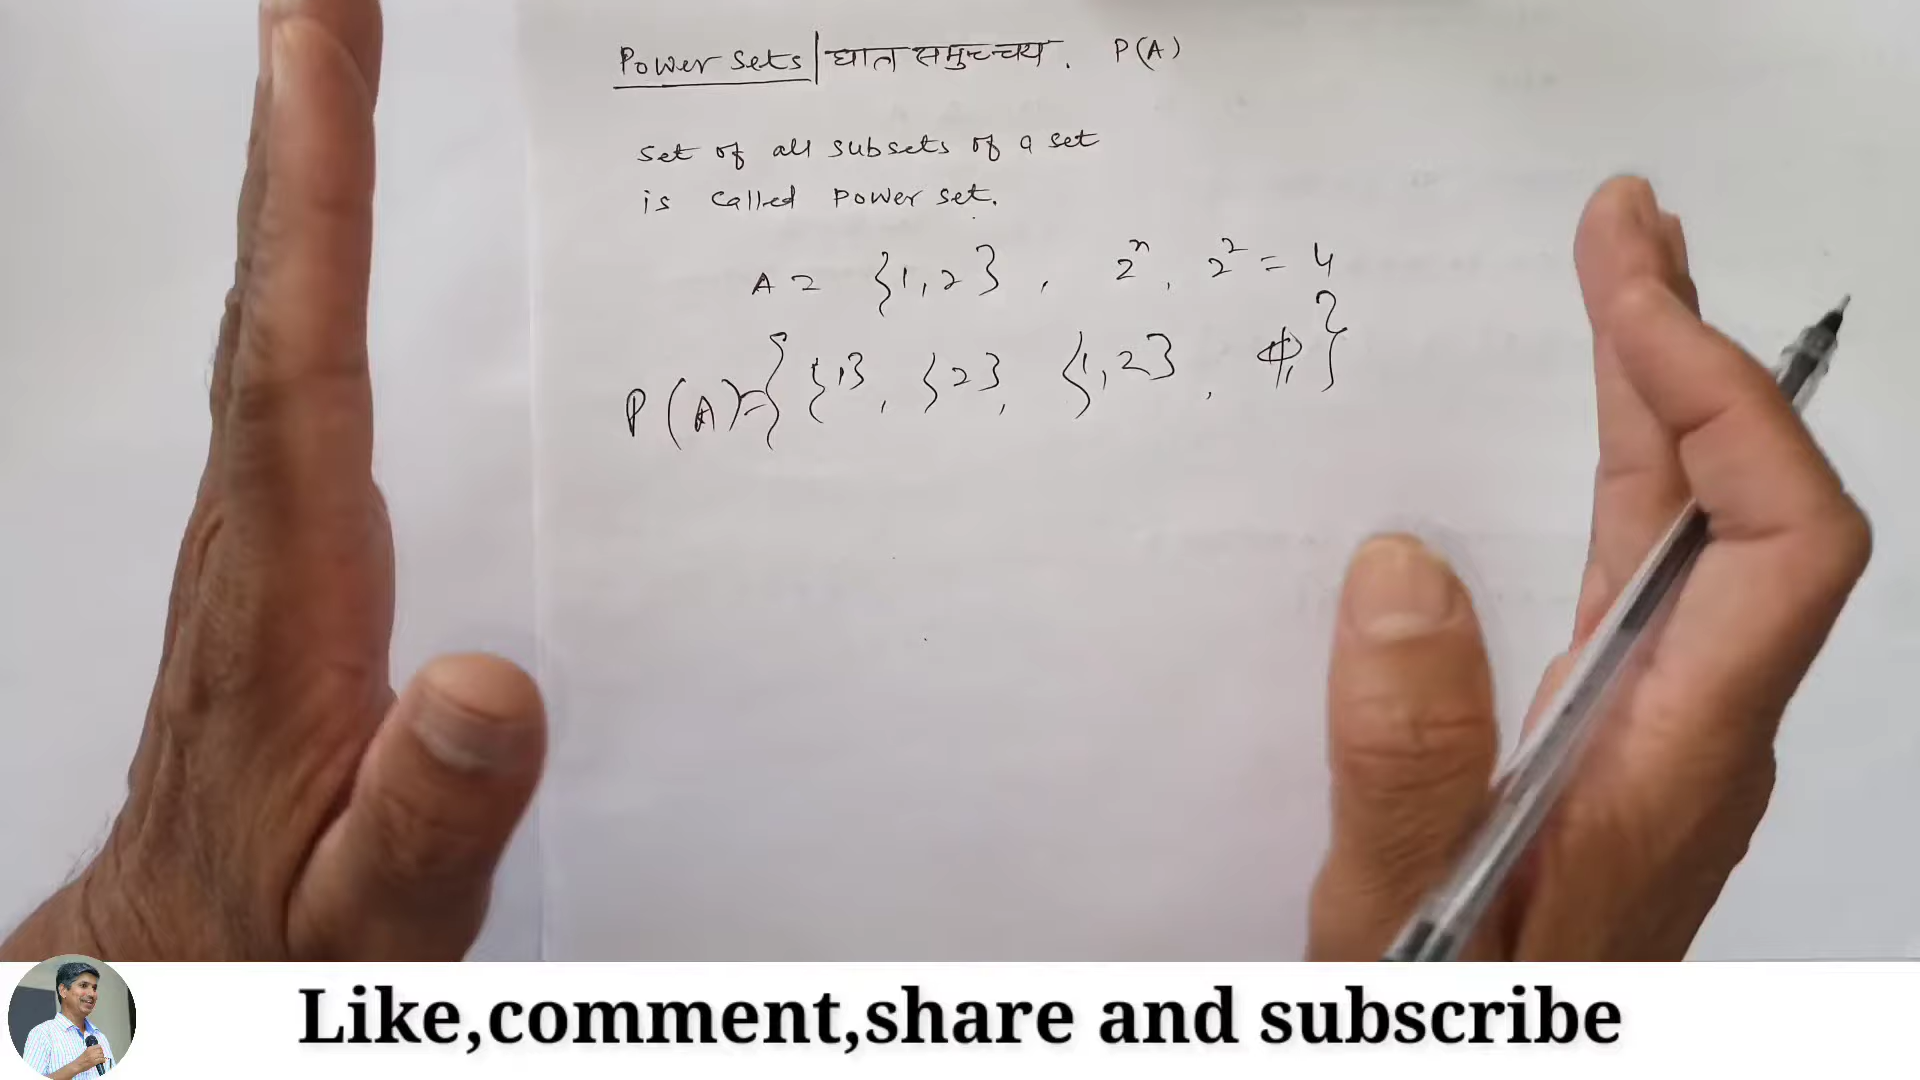 Power Sets | घात समुच्चय. P(A)
Set of all subsets of a set
is called Power set.
A = {1,2}, 2ⁿ, 2² = 4
P(A)={{1}, {2}, {1,2}, ϕ}
Like,comment,share and subscribe